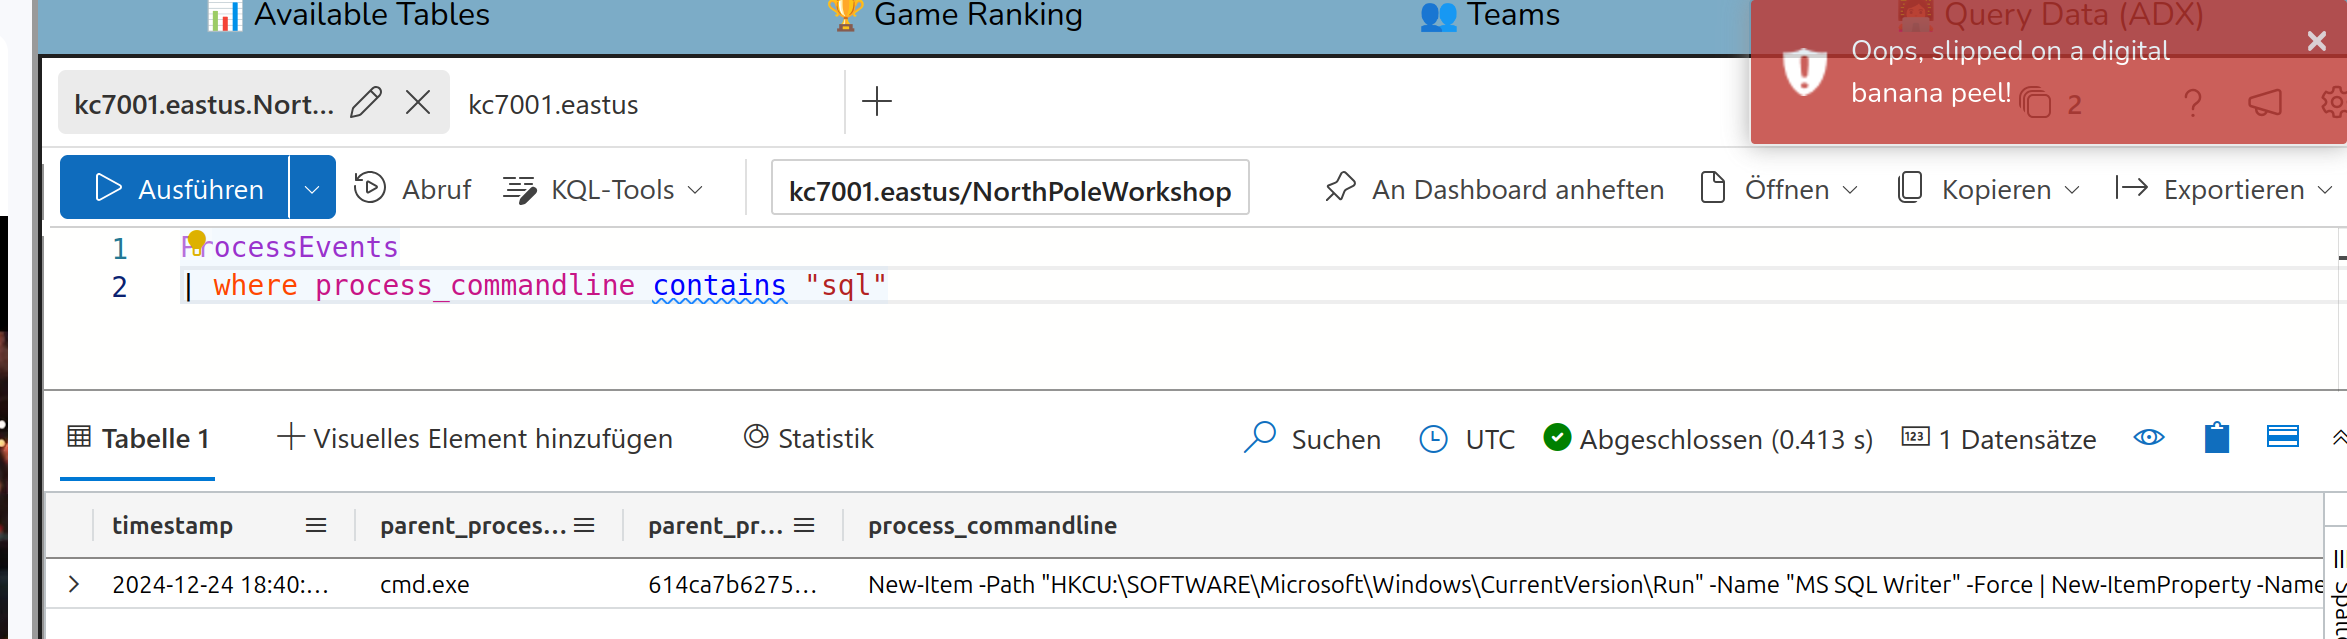 Available Tables
Game Ranking
Teams
Query Data (ADX)
Oops, slipped on a digital
banana peel!
kc7001.eastus.Nort...
kc7001.eastus
2
Ausführen
Abruf
KQL-Tools
kc7001.eastus/NorthPoleWorkshop
An Dashboard anheften
Öffnen
Kopieren
Exportieren
1 ProcessEvents
2 | where process_commandline contains "sql"
Tabelle 1
Visuelles Element hinzufügen
Statistik
Suchen
UTC
Abgeschlossen (0.413 s)
123 1 Datensätze
timestamp
parent_proces...
parent_pr...
process_commandline
2024-12-24 18:40:...
cmd.exe
614ca7b6275...
New-Item -Path "HKCU:\SOFTWARE\Microsoft\Windows\CurrentVersion\Run" -Name "MS SQL Writer" -Force | New-ItemProperty -Name